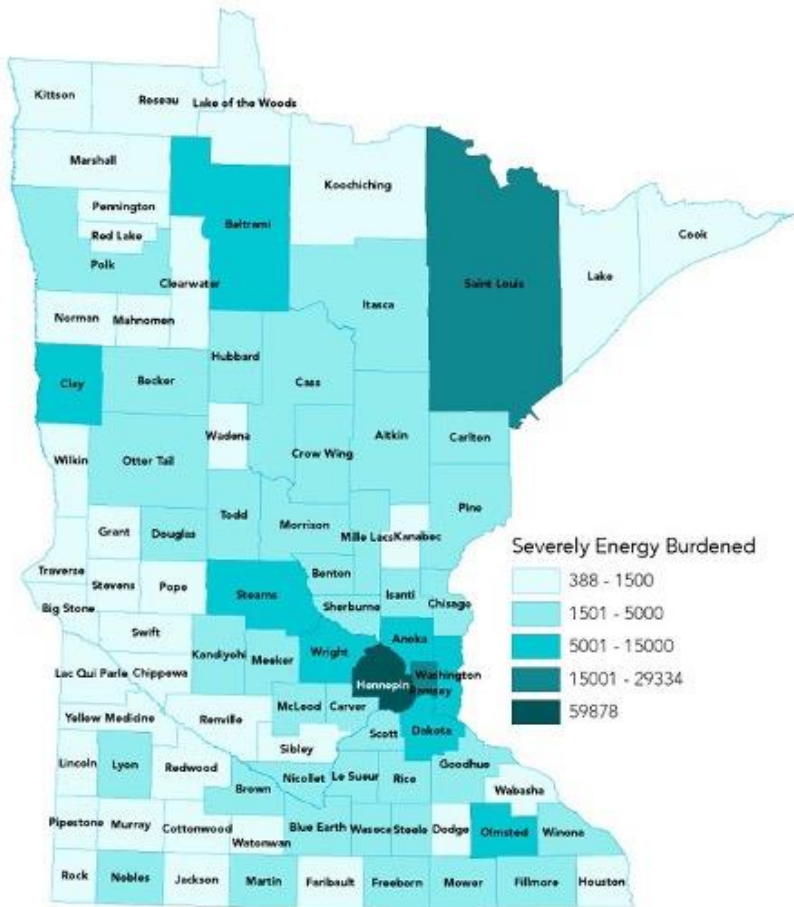 Kittson
Roseau
Lake of the Woods
Marshall
Koochiching
Pennington
Beltrami
Red Lake
Polk
Clearwater
Saint Louis
Lake
Cook
Itasca
Norman
Mahnomen
Hubbard
Cass
Clay
Becker
Wadena
Aitkin
Carlton
Crow Wing
Wilkin
Otter Tail
Pine
Todd
Morrison
Grant
Douglas
Mille Lacs
Kanabec
Severely Energy Burdened
388 - 1500
1501 - 5000
5001 - 15000
15001 - 29334
59878
Traverse
Stevens
Pope
Benton
Stearns
Isanti
Big Stone
Sherburne
Chisago
Swift
Anoka
Kandiyohi
Meeker
Wright
Lac Qui Parle
Chippewa
Washington
Hennepin
Ramsey
McLeod
Carver
Yellow Medicine
Renville
Dakota
Scott
Sibley
Lincoln
Lyon
Redwood
Goodhue
Nicollet
Le Sueur
Rice
Brown
Wabasha
Pipestone
Murray
Cottonwood
Watonwan
Blue Earth
Waseca
Steele
Dodge
Olmsted
Winona
Rock
Nobles
Jackson
Martin
Faribault
Freeborn
Mower
Fillmore
Houston